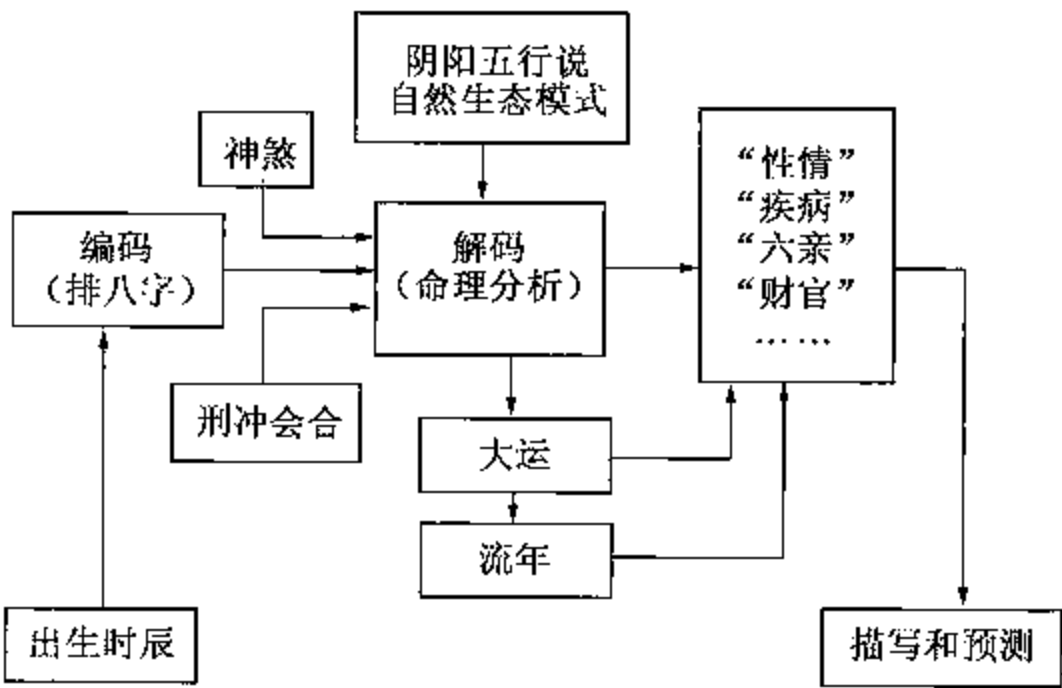 阴阳五行说
自然生态模式
神煞
编码
（排八字）
解码
（命理分析）
“性情”
“疾病”
“六亲”
“财官”
……
刑冲会合
大运
流年
出生时辰
描写和预测